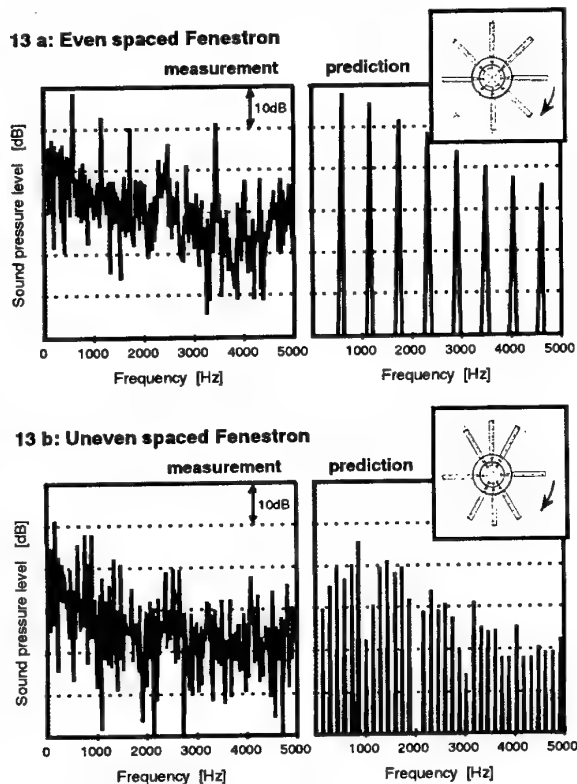 13 a: Even spaced Fenestron
measurement prediction
10dB
Sound pressure level [dB]
0 1000 2000 3000 4000 5000 1000 2000 3000 4000 5000
Frequency [Hz] Frequency [Hz]
13 b: Uneven spaced Fenestron
measurement prediction
10dB
Sound pressure level [dB]
0 1000 2000 3000 4000 5000 1000 2000 3000 4000 5000
Frequency [Hz] Frequency [Hz]